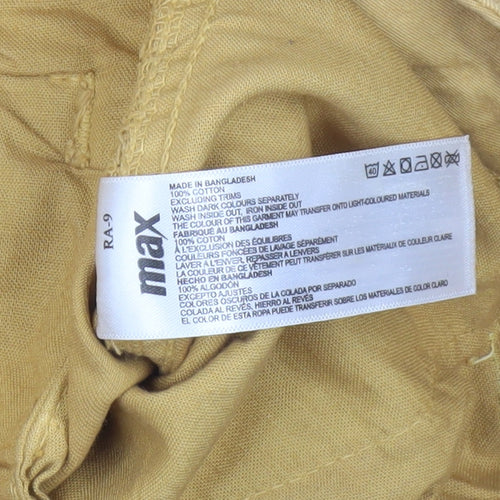 RA-9
max
40
MADE IN BANGLADESH
100% COTTON
EXCLUDING TRIMS
WASH DARK COLOURS SEPARATELY
WASH INSIDE OUT, IRON INSIDE OUT
THE COLOUR OF THIS GARMENT MAY TRANSFER ONTO LIGHT-COLOURED MATERIALS
FABRIQUÉ AU BANGLADESH
100% COTON
A L'EXCLUSION DES ÉQUILIBRES
COULEURS FONCÉES DE LAVAGE SÉPARÉMENT
LAVER A L'ENVER, REPASSER A L'ENVERS
LA COULEUR DE CE VÊTEMENT PEUT TRANSFÉRER SUR LES MATÉRIAUX DE COULEUR CLAIRE
HECHO EN BANGLADESH
100% ALGODÓN
EXCEPTO AJUSTES
COLORES OSCUROS DE LA COLADA POR SEPARADO
COLADA AL REVÉS, HIERRO AL REVÉS
EL COLOR DE ESTA ROPA PUEDE TRANSFERIR SOBRE LOS MATERIALES DE COLOR CLARO